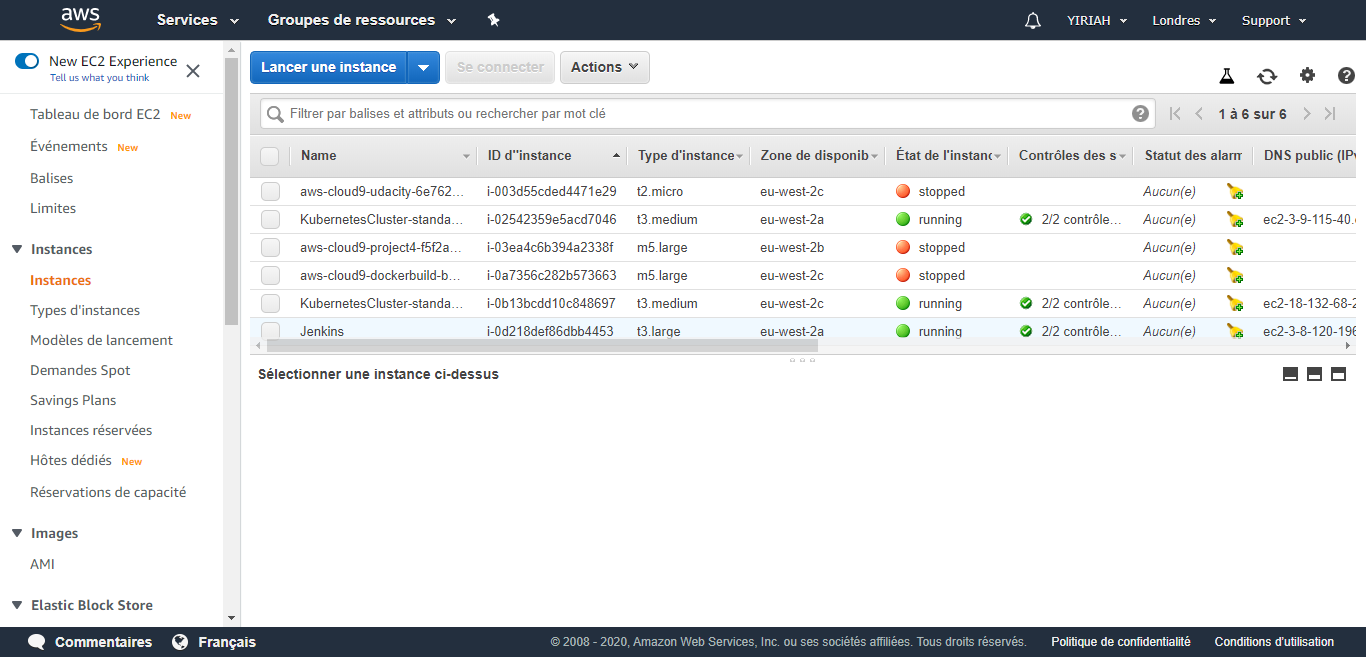 aws Services Groupes de ressources YIRIAH Londres Support
New EC2 Experience
Tell us what you think
Tableau de bord EC2 New
Événements New
Balises
Limites
Instances
Instances
Types d'instances
Modèles de lancement
Demandes Spot
Savings Plans
Instances réservées
Hôtes dédiés New
Réservations de capacité
Images
AMI
Elastic Block Store
Lancer une instance Se connecter Actions
Filtrer par balises et attributs ou rechercher par mot clé 1 à 6 sur 6
Name ID d''instance Type d'instance Zone de disponib État de l'instanc Contrôles des s Statut des alarm DNS public (IPv
aws-cloud9-udacity-6e762... i-003d55cded4471e29 t2.micro eu-west-2c stopped Aucun(e)
KubernetesCluster-standa... i-02542359e5acd7046 t3.medium eu-west-2a running 2/2 contrôle... Aucun(e) ec2-3-9-115-40.
aws-cloud9-project4-f5f2a... i-03ea4c6b394a2338f m5.large eu-west-2b stopped Aucun(e)
aws-cloud9-dockerbuild-b... i-0a7356c282b573663 m5.large eu-west-2c stopped Aucun(e)
KubernetesCluster-standa... i-0b13bcdd10c848697 t3.medium eu-west-2c running 2/2 contrôle... Aucun(e) ec2-18-132-68-2
Jenkins i-0d218def86dbb4453 t3.large eu-west-2a running 2/2 contrôle... Aucun(e) ec2-3-8-120-196
Sélectionner une instance ci-dessus
Commentaires Français © 2008 - 2020, Amazon Web Services, Inc. ou ses sociétés affiliées. Tous droits réservés. Politique de confidentialité Conditions d'utilisation